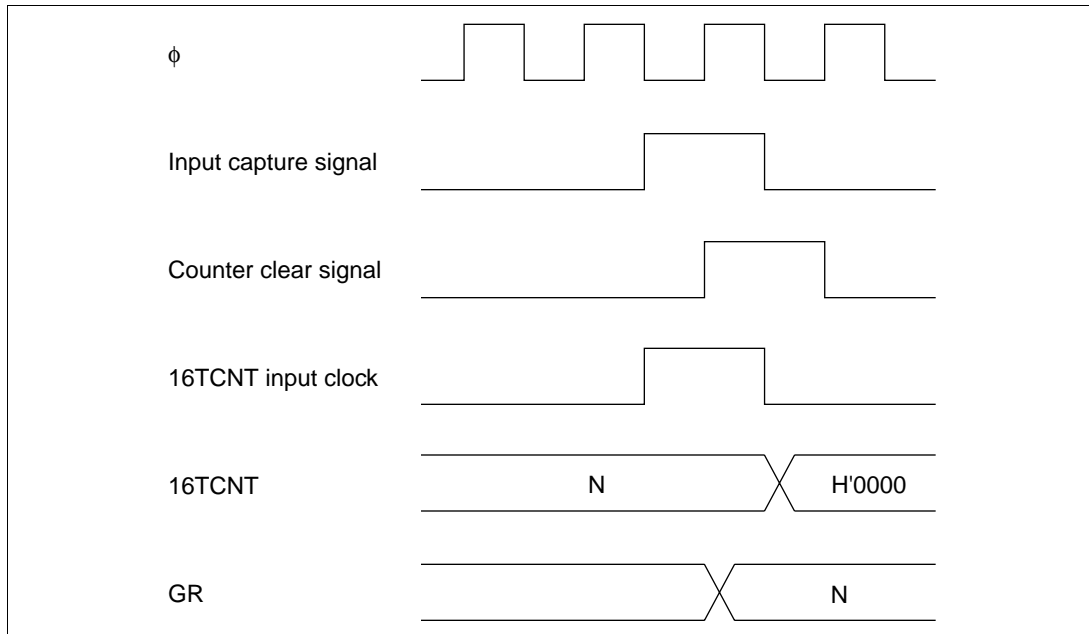 ϕ
Input capture signal
Counter clear signal
16TCNT input clock
16TCNT N H'0000
GR N